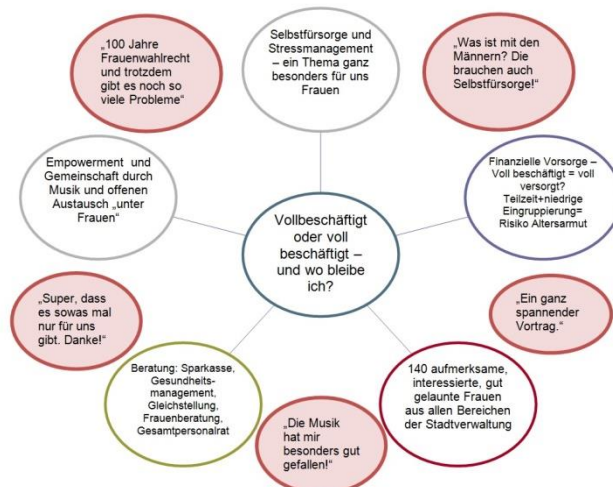 „100 Jahre
Frauenwahlrecht
und trotzdem
gibt es noch so
viele Probleme“
Selbstfürsorge und
Stressmanagement
– ein Thema ganz
besonders für uns
Frauen
„Was ist mit den
Männern? Die
brauchen auch
Selbstfürsorge!“
Empowerment und
Gemeinschaft durch
Musik und offenen
Austausch „unter
Frauen“
Vollbeschäftigt
oder voll
beschäftigt –
und wo bleibe
ich?
Finanzielle Vorsorge –
Voll beschäftigt = voll
versorgt?
Teilzeit+niedrige
Eingruppierung=
Risiko Altersarmut
„Super, dass
es sowas mal
nur für uns
gibt. Danke!“
„Ein ganz
spannender
Vortrag.“
Beratung: Sparkasse,
Gesundheits-
management,
Gleichstellung,
Frauenberatung,
Gesamtpersonalrat
„Die Musik
hat mir
besonders gut
gefallen!“
140 aufmerksame,
interessierte, gut
gelaunte Frauen
aus allen Bereichen
der Stadtverwaltung